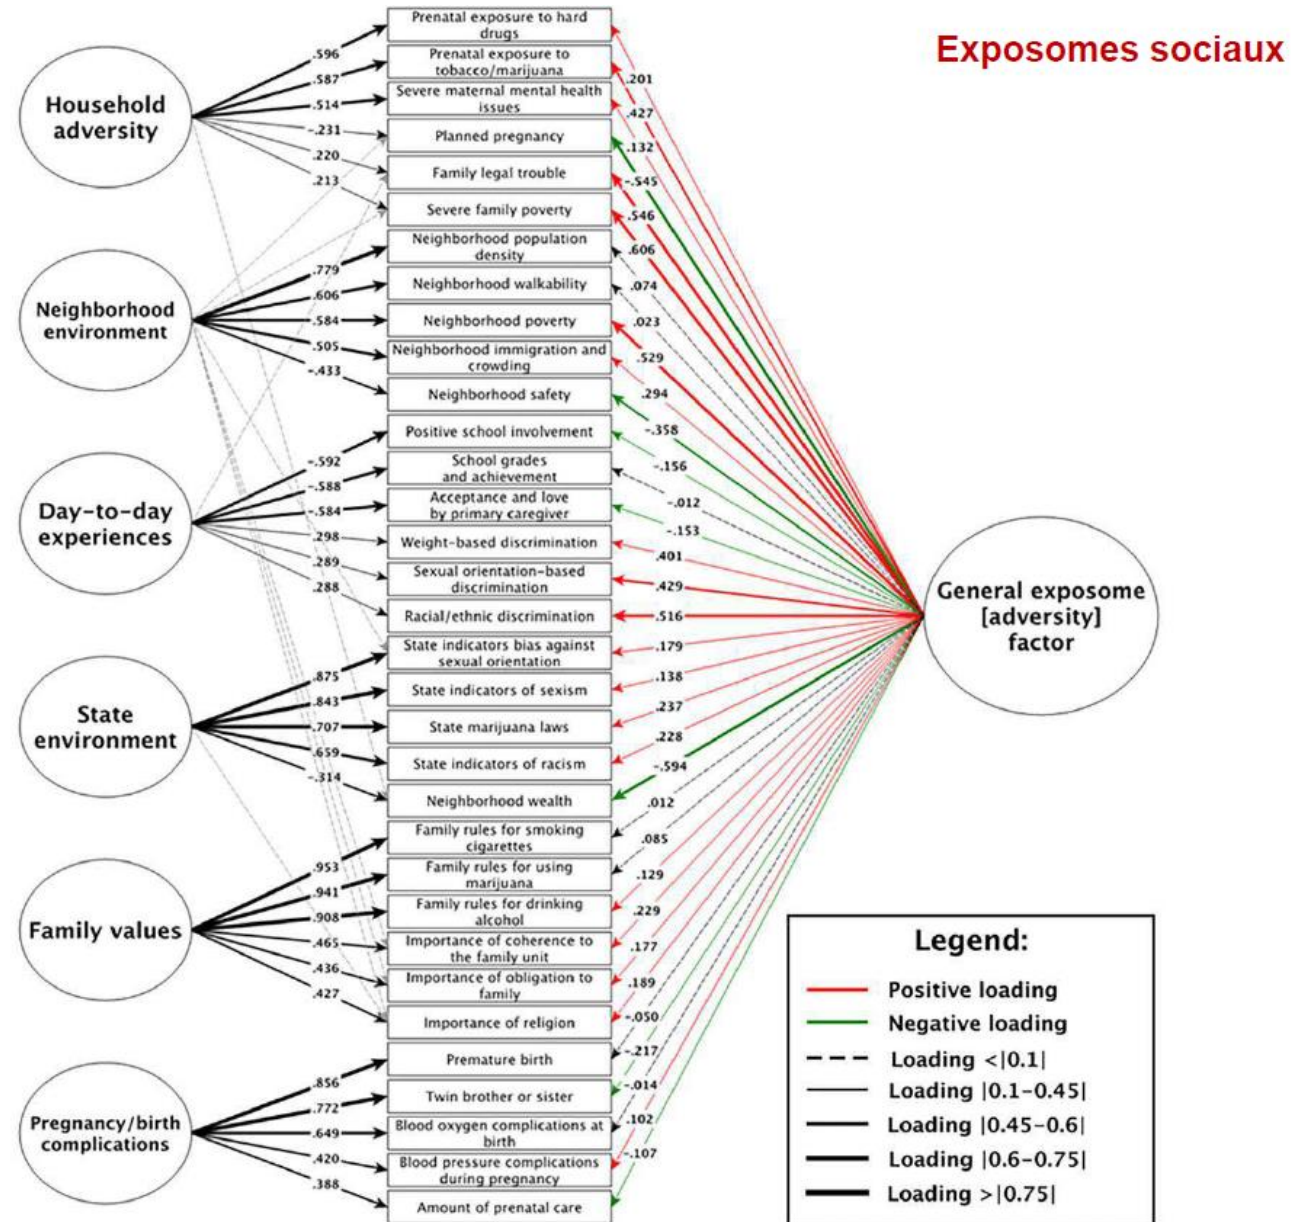 Exposomes sociaux
Household
adversity
Neighborhood
environment
Day-to-day
experiences
State
environment
Family values
Pregnancy/birth
complications
.596
.587
.514
-.231
.220
.213
.779
.606
.584
.505
-.433
-.592
-.588
-.584
.298
.289
.288
.875
.843
.707
.659
-.314
.953
.941
.908
.465
.436
.427
.856
.772
.649
.420
.388
Prenatal exposure to hard
drugs
Prenatal exposure to
tobacco/marijuana
Severe maternal mental health
issues
Planned pregnancy
Family legal trouble
Severe family poverty
Neighborhood population
density
Neighborhood walkability
Neighborhood poverty
Neighborhood immigration and
crowding
Neighborhood safety
Positive school involvement
School grades
and achievement
Acceptance and love
by primary caregiver
Weight-based discrimination
Sexual orientation-based
discrimination
Racial/ethnic discrimination
State indicators bias against
sexual orientation
State indicators of sexism
State marijuana laws
State indicators of racism
Neighborhood wealth
Family rules for smoking
cigarettes
Family rules for using
marijuana
Family rules for drinking
alcohol
Importance of coherence to
the family unit
Importance of obligation to
family
Importance of religion
Premature birth
Twin brother or sister
Blood oxygen complications at
birth
Blood pressure complications
during pregnancy
Amount of prenatal care
.201
.427
.132
-.545
.546
.606
.074
.023
.529
.294
-.358
-.156
-.012
-.153
.401
.429
.516
.179
.138
.237
.228
-.594
.012
.085
.129
.229
.177
.189
-.050
-.217
-.014
.102
-.107
General exposome
[adversity]
factor
Legend:
Positive loading
Negative loading
Loading <|0.1|
Loading |0.1-0.45|
Loading |0.45-0.6|
Loading |0.6-0.75|
Loading >|0.75|